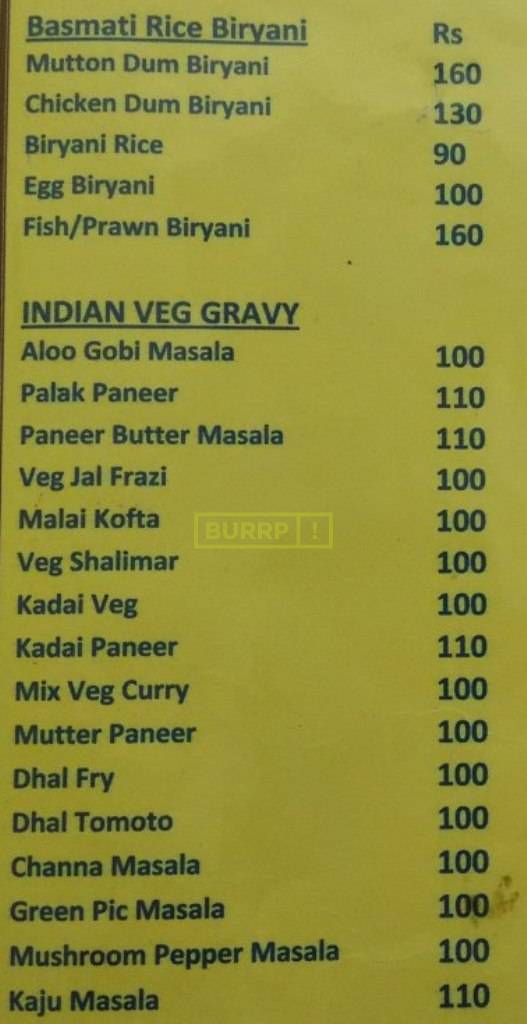 Basmati Rice Biryani Rs
Mutton Dum Biryani 160
Chicken Dum Biryani 130
Biryani Rice 90
Egg Biryani 100
Fish/Prawn Biryani 160
INDIAN VEG GRAVY
Aloo Gobi Masala 100
Palak Paneer 110
Paneer Butter Masala 110
Veg Jal Frazi 100
Malai Kofta 100
BURRP!
Veg Shalimar 100
Kadai Veg 100
Kadai Paneer 110
Mix Veg Curry 100
Mutter Paneer 100
Dhal Fry 100
Dhal Tomoto 100
Channa Masala 100
Green Pic Masala 100
Mushroom Pepper Masala 100
Kaju Masala 110